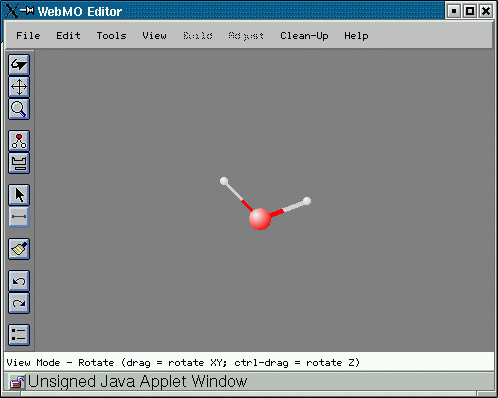 WebMO Editor
File Edit Tools View Build Adjust Clean-Up Help
View Mode - Rotate (drag = rotate XY; ctrl-drag = rotate Z)
Unsigned Java Applet Window